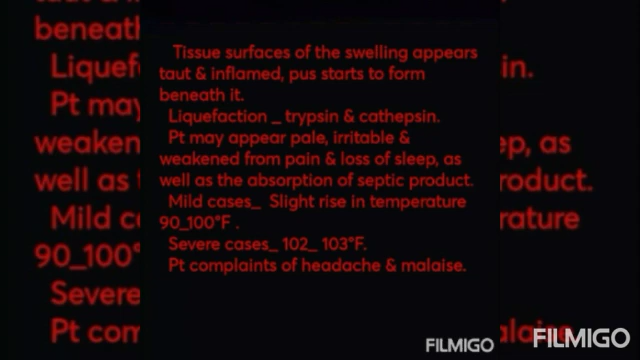 Tissue surfaces of the swelling appears
taut & inflamed, pus starts to form
beneath it.
Liquefaction _ trypsin & cathepsin.
Pt may appear pale, irritable &
weakened from pain & loss of sleep, as
well as the absorption of septic product.
Mild cases_ Slight rise in temperature
90_100°F .
Severe cases_ 102_ 103°F.
Pt complaints of headache & malaise.
FILMIGO
FILMIGO